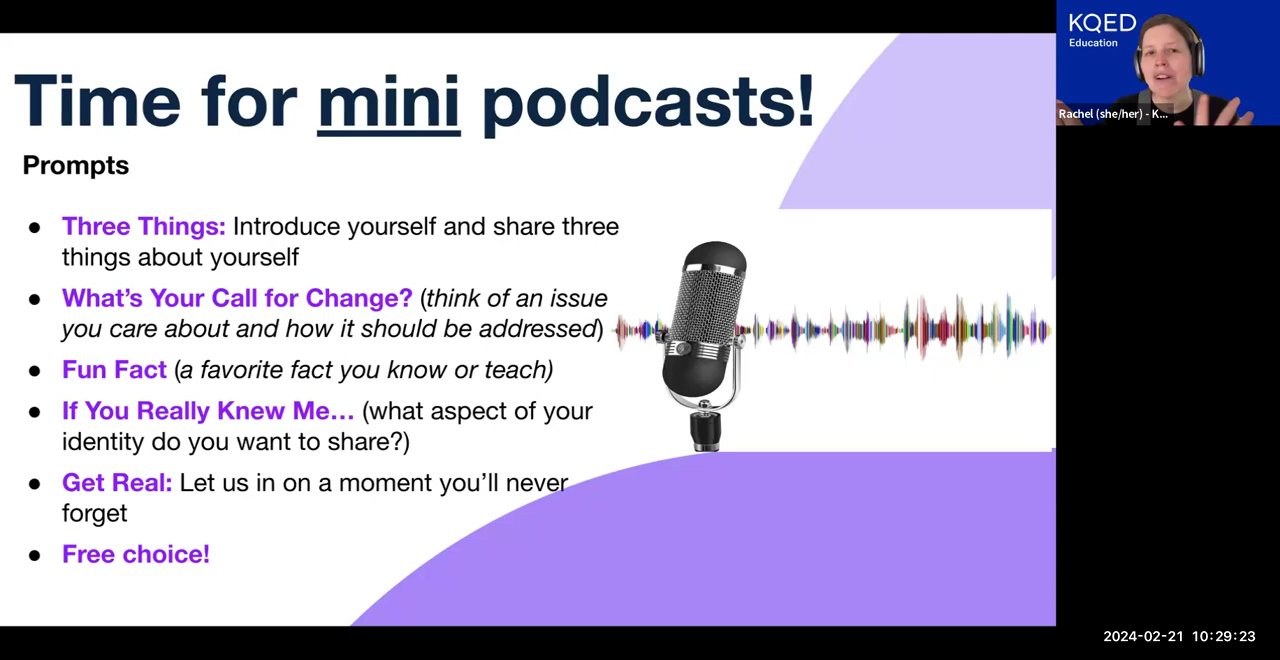 Time for mini podcasts!
Prompts
● Three Things: Introduce yourself and share three
things about yourself
● What’s Your Call for Change? (think of an issue
you care about and how it should be addressed)
● Fun Fact (a favorite fact you know or teach)
● If You Really Knew Me… (what aspect of your
identity do you want to share?)
● Get Real: Let us in on a moment you’ll never
forget
● Free choice!
KQED
Education
Rachel (she/her) - K...
2024-02-21 10:29:23